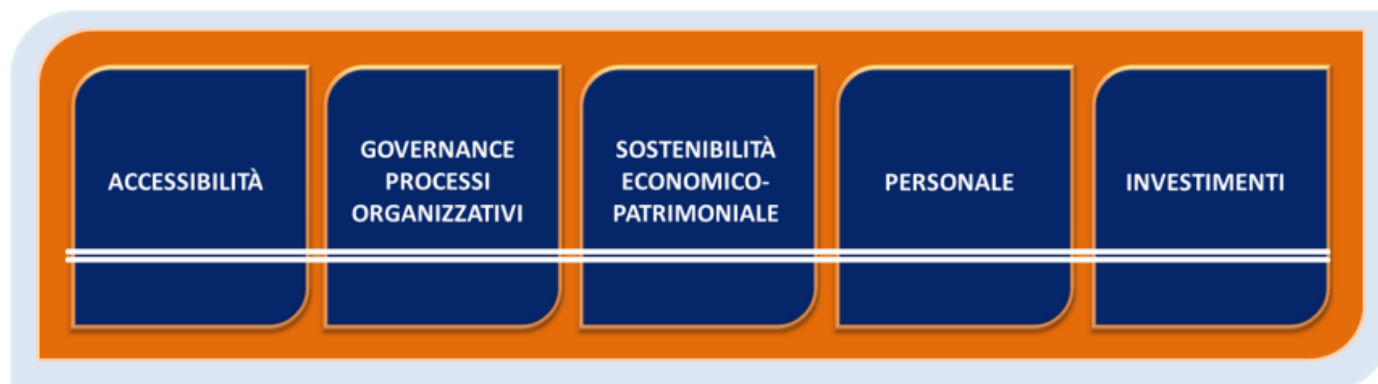 ACCESSIBILITÀ
GOVERNANCE
PROCESSI
ORGANIZZATIVI
SOSTENIBILITÀ
ECONOMICO-
PATRIMONIALE
PERSONALE
INVESTIMENTI